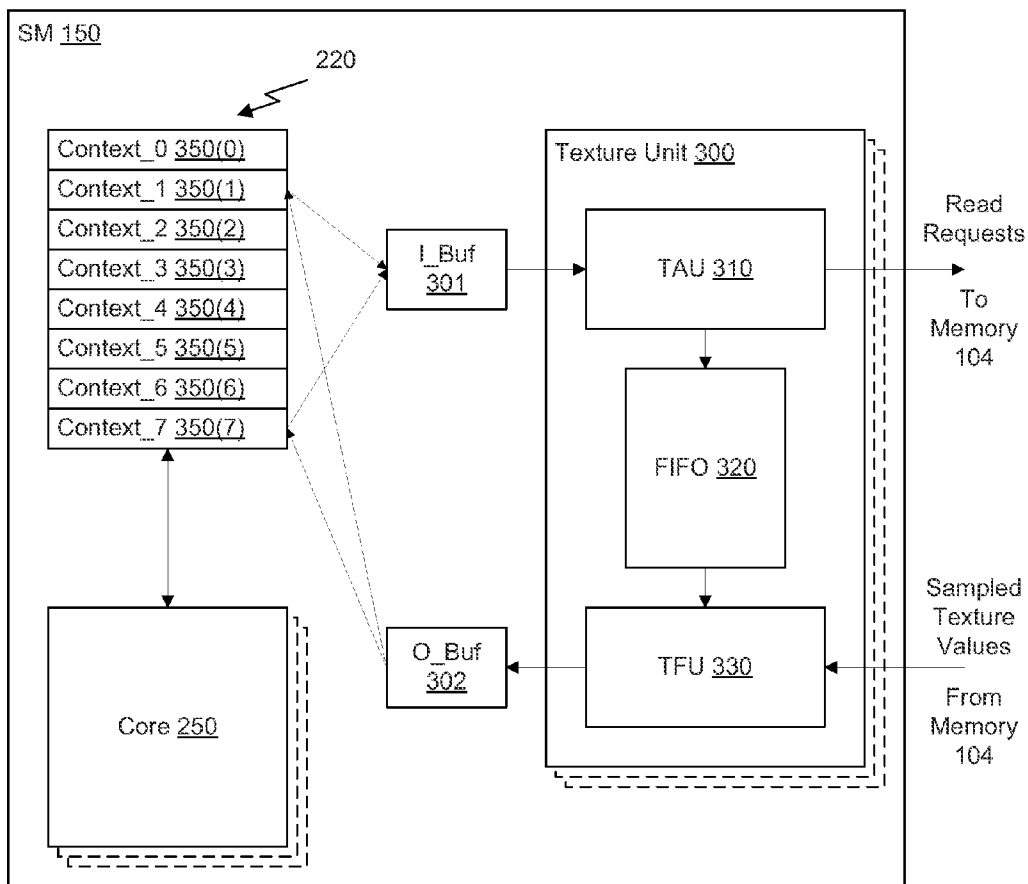 SM 150
220
Context_0 350(0)
Context_1 350(1)
Context_2 350(2)
Context_3 350(3)
Context_4 350(4)
Context_5 350(5)
Context_6 350(6)
Context_7 350(7)
Core 250
I_Buf
301
O_Buf
302
Texture Unit 300
TAU 310
FIFO 320
TFU 330
Read
Requests
To
Memory
104
Sampled
Texture
Values
From
Memory
104